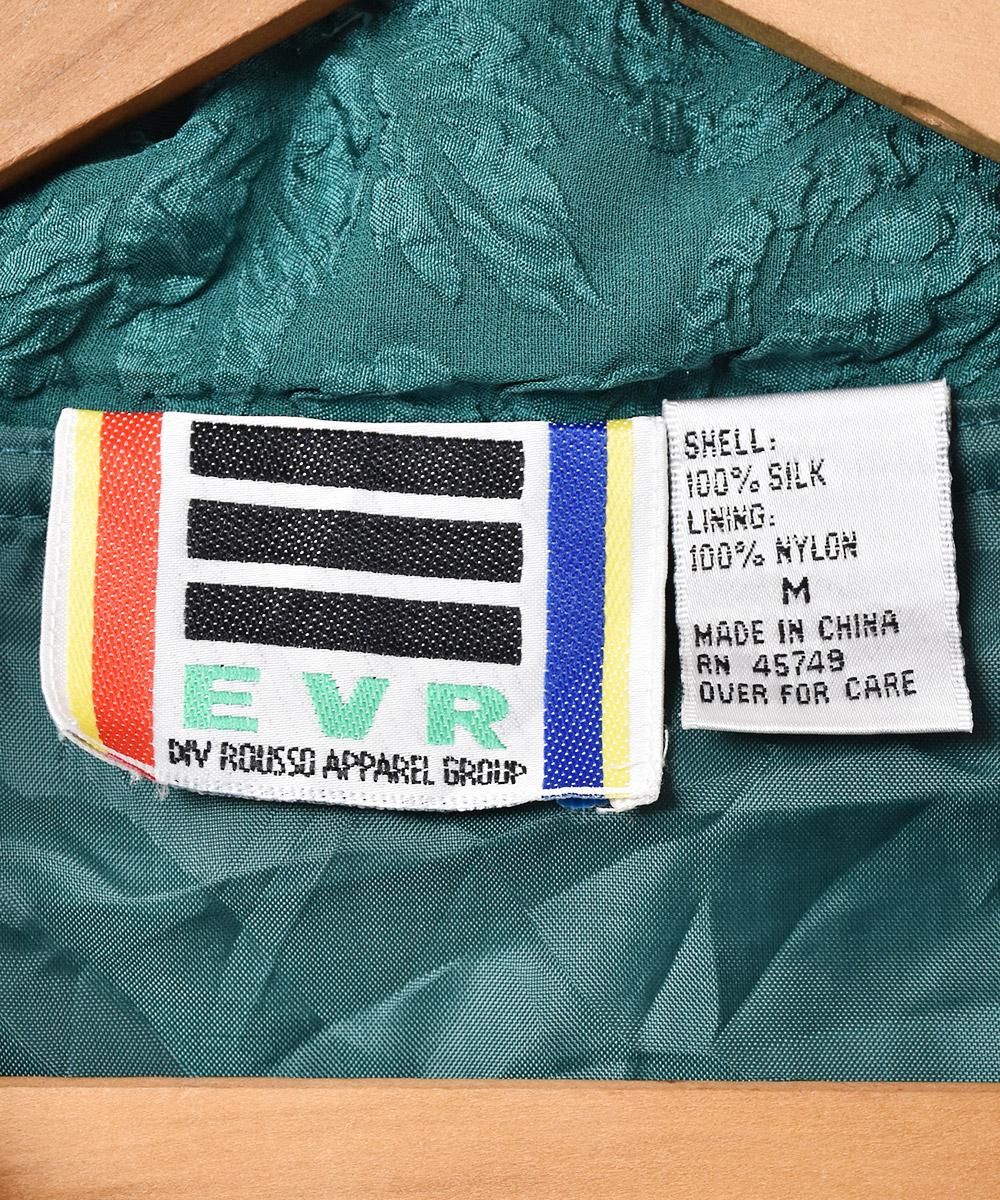 EVR
DIV ROUSSO APPAREL GROUP
SHELL:
100% SILK
LINING:
100% NYLON
M
MADE IN CHINA
RN 45749
OVER FOR CARE